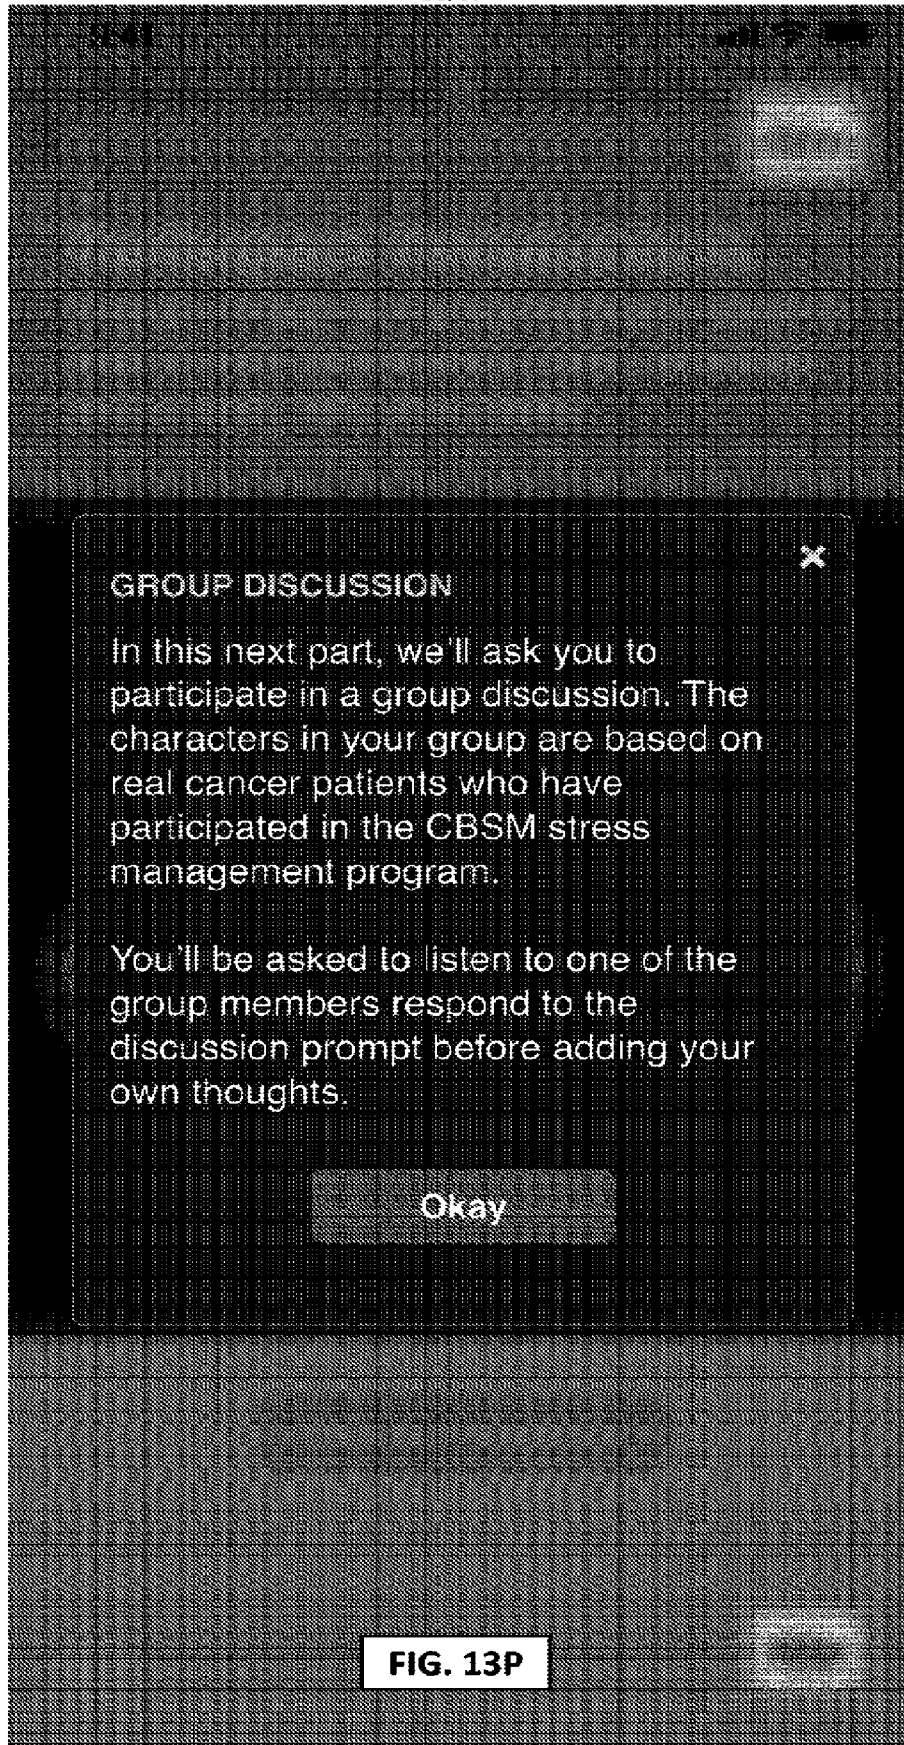 9:41
GROUP DISCUSSION
In this next part, we'll ask you to
participate in a group discussion. The
characters in your group are based on
real cancer patients who have
participated in the CBSM stress
management program.
You'll be asked to listen to one of the
group members respond to the
discussion prompt before adding your
own thoughts.
Okay
FIG. 13P